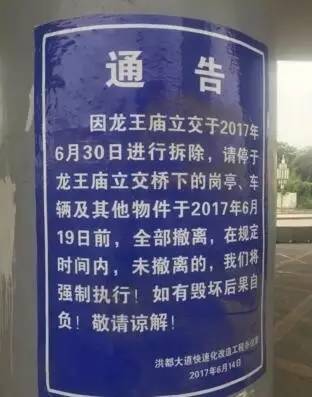 通告
因龙王庙立交于2017年
6月30日进行拆除，请停于
龙王庙立交桥下的岗亭、车
辆及其他物件于2017年6月
19日前，全部撤离，在规定
时间内，未撤离的，我们将
强制执行！如有毁坏后果自
负！敬请谅解！
洪都大道快速化改造工程
2017年6月14日